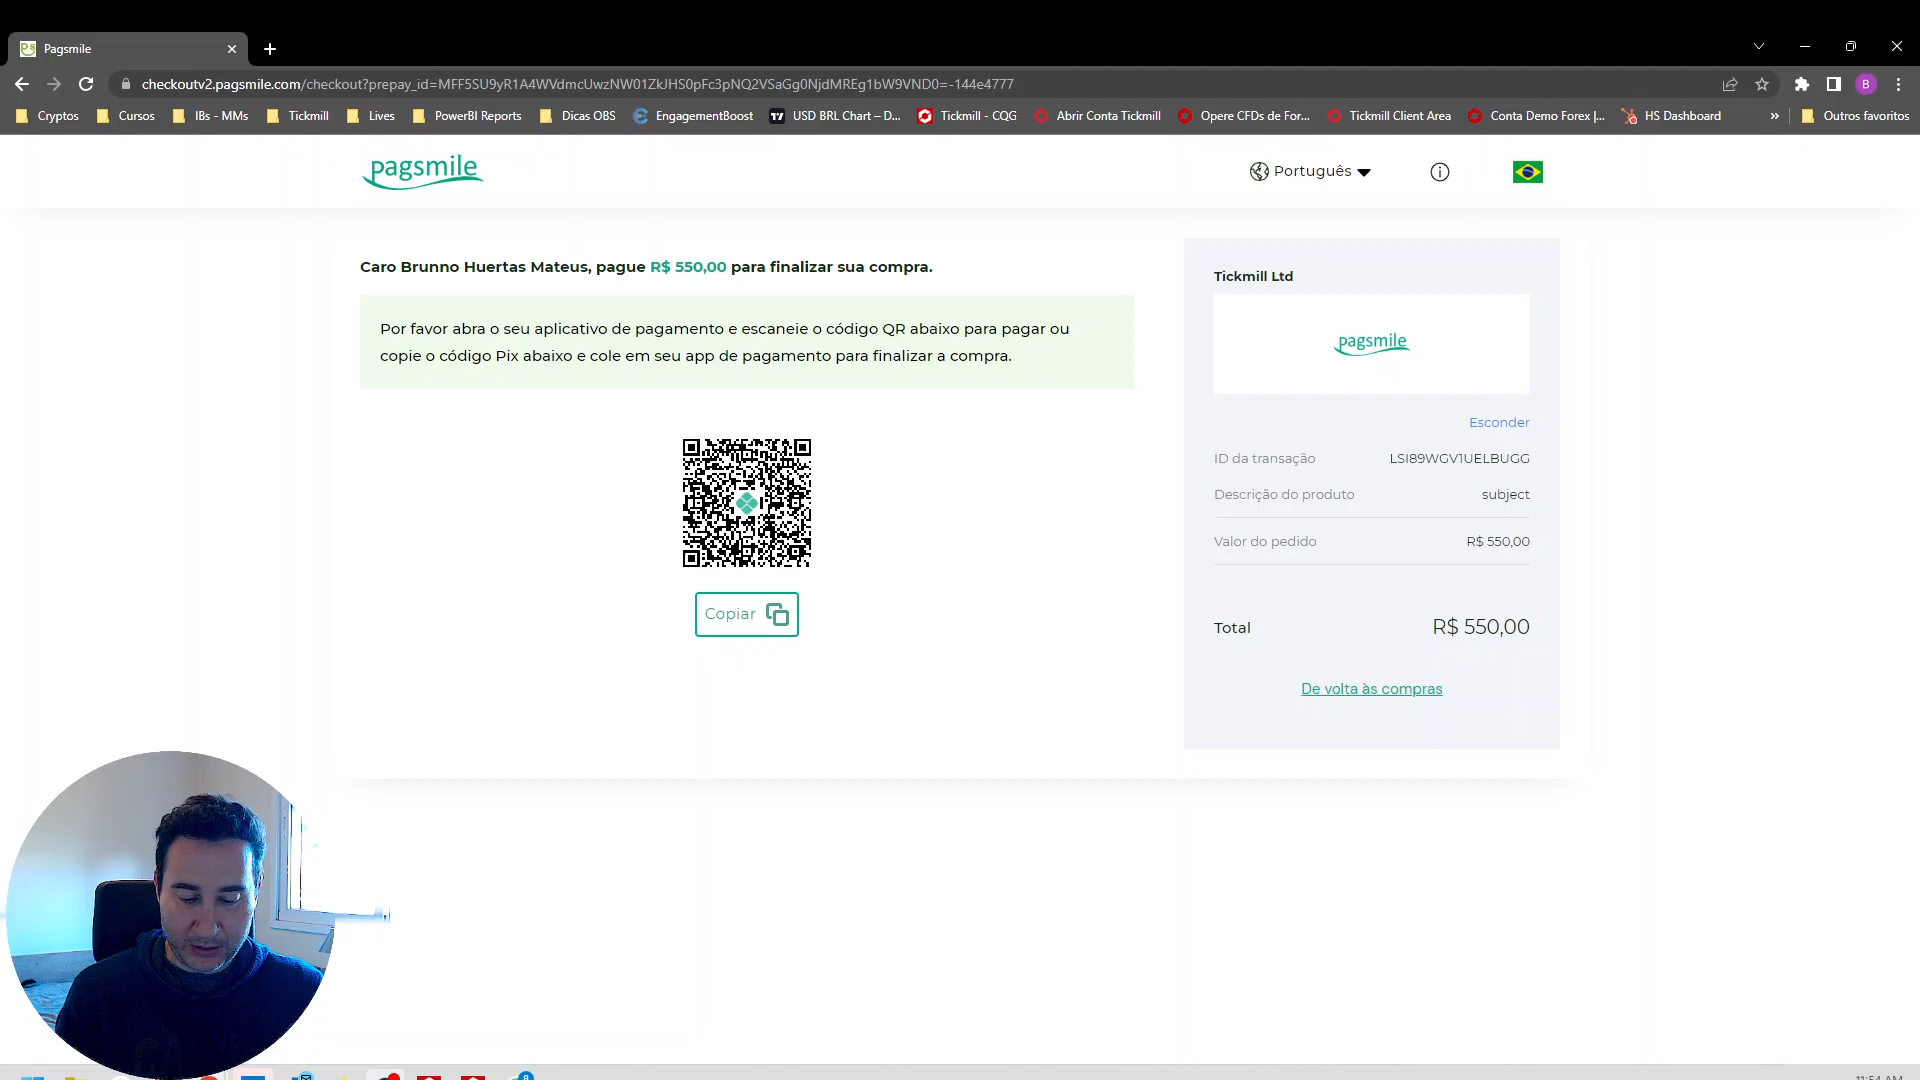 Pagsmile
checkoutv2.pagsmile.com/checkout?prepay_id=MFF5SU9yR1A4WVdmcUwzNW01ZkJHS0pFc3pNQ2VSaGg0NjdMREg1bW9VND0=-144e4777
B
Cryptos
Cursos
IBs - MMs
Tickmill
Lives
PowerBI Reports
Dicas OBS
EngagementBoost
USD BRL Chart – D...
Tickmill - CQG
Abrir Conta Tickmill
Opere CFDs de For...
Tickmill Client Area
Conta Demo Forex |...
HS Dashboard
»
Outros favoritos
pagsmile
Português
Caro Brunno Huertas Mateus, pague R$ 550,00 para finalizar sua compra.
Por favor abra o seu aplicativo de pagamento e escaneie o código QR abaixo para pagar ou
copie o código Pix abaixo e cole em seu app de pagamento para finalizar a compra.
Copiar
Tickmill Ltd
pagsmile
Esconder
ID da transação LSI89WGV1UELBUGG
Descrição do produto subject
Valor do pedido R$ 550,00
Total R$ 550,00
De volta às compras